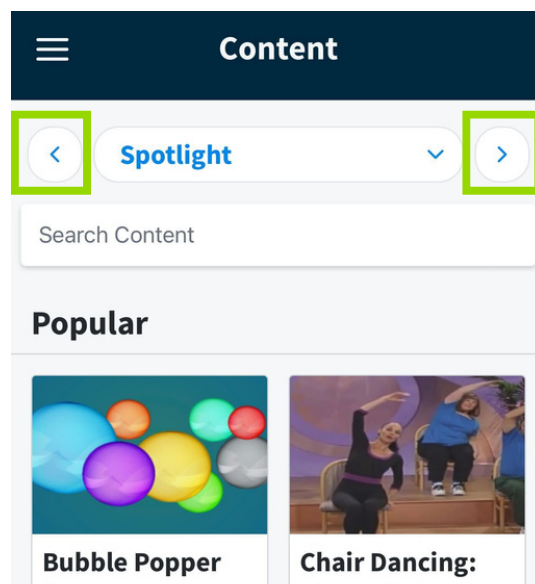 Content
Spotlight
Search Content
Popular
Bubble Popper
Chair Dancing: